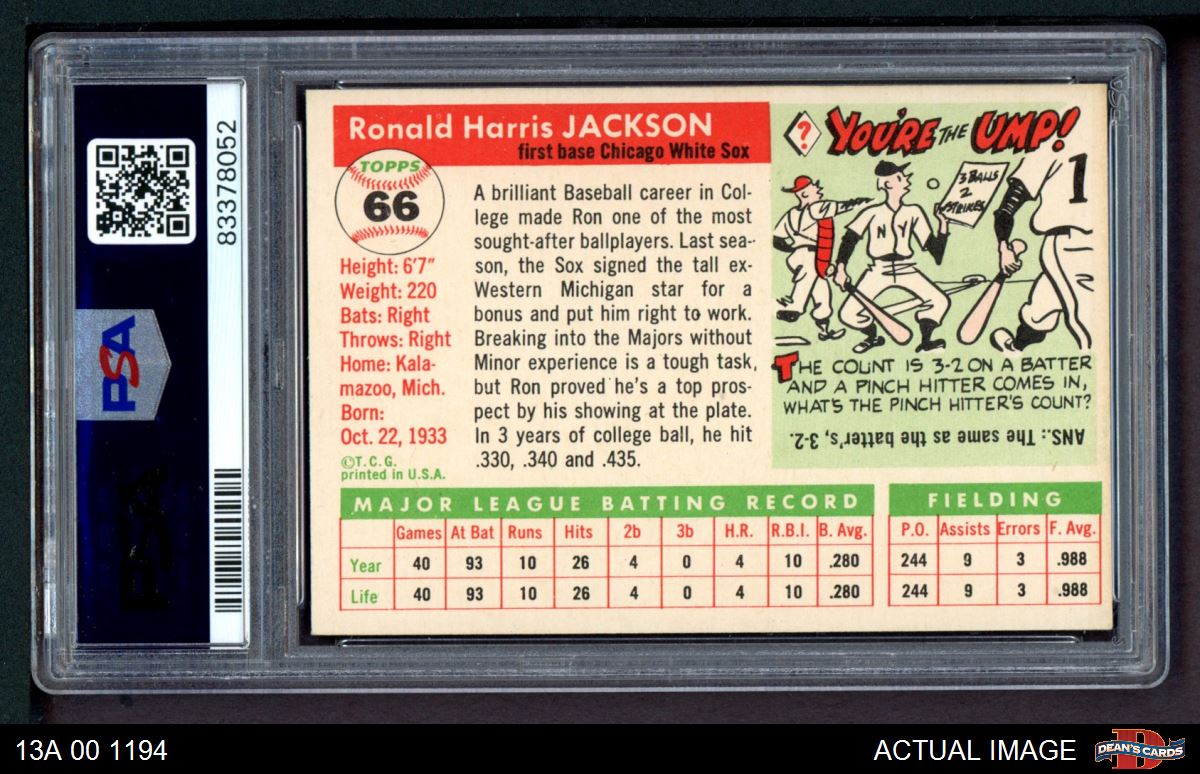 83378052
PSA
Ronald Harris JACKSON
first base Chicago White Sox
TOPPS
66
Height: 6'7"
Weight: 220
Bats: Right
Throws: Right
Home: Kala-
mazoo, Mich.
Born:
Oct. 22, 1933
©T.C.G.
printed in U.S.A.
A brilliant Baseball career in Col-
lege made Ron one of the most
sought-after ballplayers. Last sea-
son, the Sox signed the tall ex-
Western Michigan star for a
bonus and put him right to work.
Breaking into the Majors without
Minor experience is a tough task,
but Ron proved he's a top pros-
pect by his showing at the plate.
In 3 years of college ball, he hit
.330, .340 and .435.
? YOU'RE THE UMP!
3 BALLS
2
STRIKES
1
N Y
THE COUNT IS 3-2 ON A BATTER
AND A PINCH HITTER COMES IN,
WHAT'S THE PINCH HITTER'S COUNT?
ANS.: The same as the batter's, 3-2.
MAJOR LEAGUE BATTING RECORD
Games At Bat Runs Hits 2b 3b H.R. R.B.I. B. Avg.
Year 40 93 10 26 4 0 4 10 .280
Life 40 93 10 26 4 0 4 10 .280
FIELDING
P.O. Assists Errors F. Avg.
244 9 3 .988
244 9 3 .988
PSA
13A 00 1194
ACTUAL IMAGE
DEAN'S CARDS